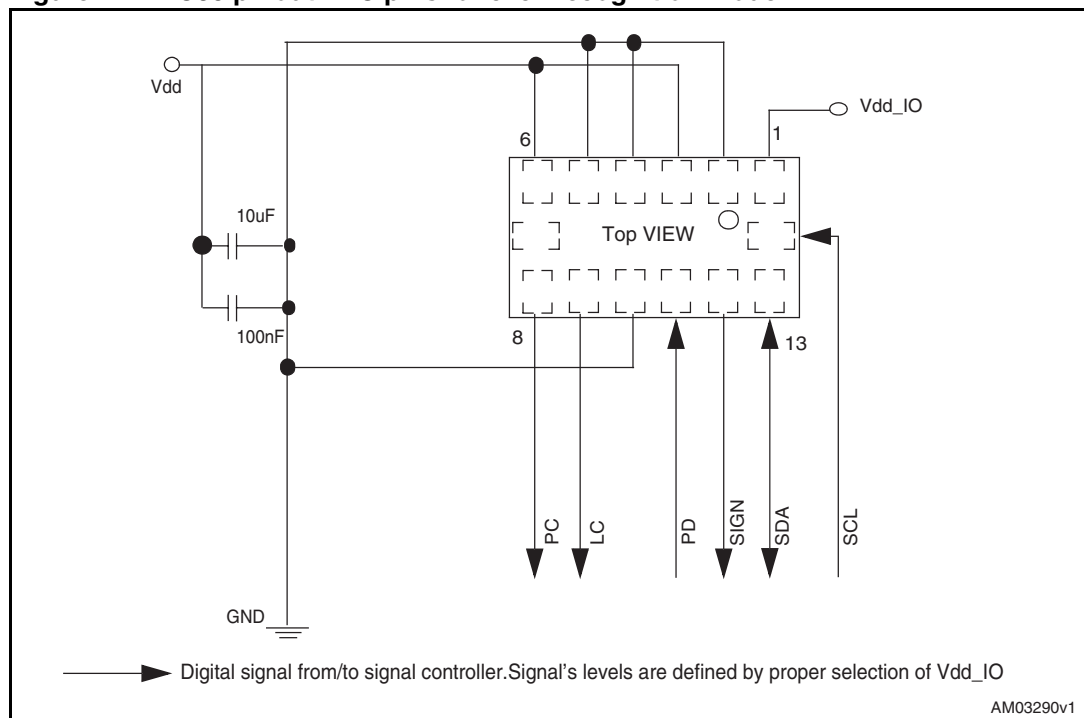 Vdd
Vdd_IO
6
1
10uF
Top VIEW
100nF
8
13
PC
LC
PD
SIGN
SDA
SCL
GND
Digital signal from/to signal controller.Signal's levels are defined by proper selection of Vdd_IO
AM03290v1